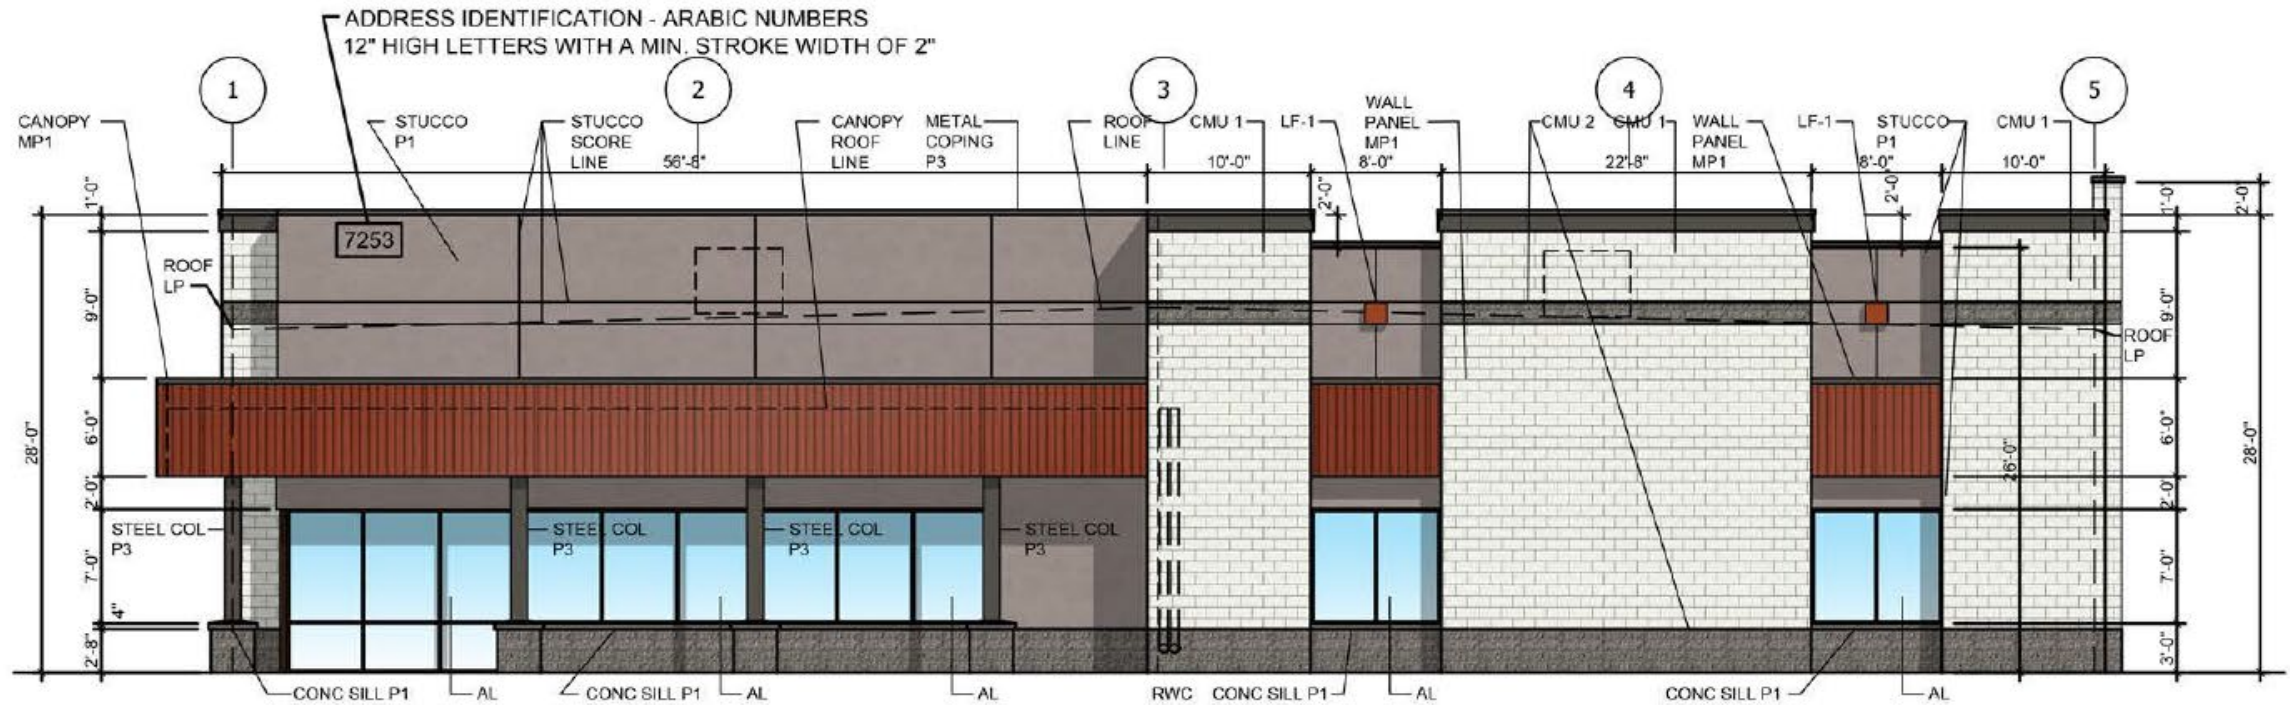 ADDRESS IDENTIFICATION - ARABIC NUMBERS
12" HIGH LETTERS WITH A MIN. STROKE WIDTH OF 2"
1
2
3
4
5
CANOPY
MP1
STUCCO
P1
STUCCO
SCORE
LINE
CANOPY
ROOF
LINE
METAL
COPING
P3
ROOF
LINE
CMU 1
LF-1
WALL
PANEL
MP1
CMU 2
CMU 1
WALL
PANEL
MP1
LF-1
STUCCO
P1
CMU 1
56'-8"
10'-0"
8'-0"
22'-8"
8'-0"
10'-0"
1'-0"
2'-0"
2'-0"
1'-0"
2'-0"
7253
ROOF
LP
9'-0"
9'-0"
ROOF
LP
28'-0"
6'-0"
26'-0"
6'-0"
28'-0"
2'-0"
2'-0"
STEEL COL
P3
STEEL COL
P3
STEEL COL
P3
STEEL COL
P3
7'-0"
7'-0"
4"
2'-8"
3'-0"
CONC SILL P1
AL
CONC SILL P1
AL
AL
RWC
CONC SILL P1
AL
CONC SILL P1
AL